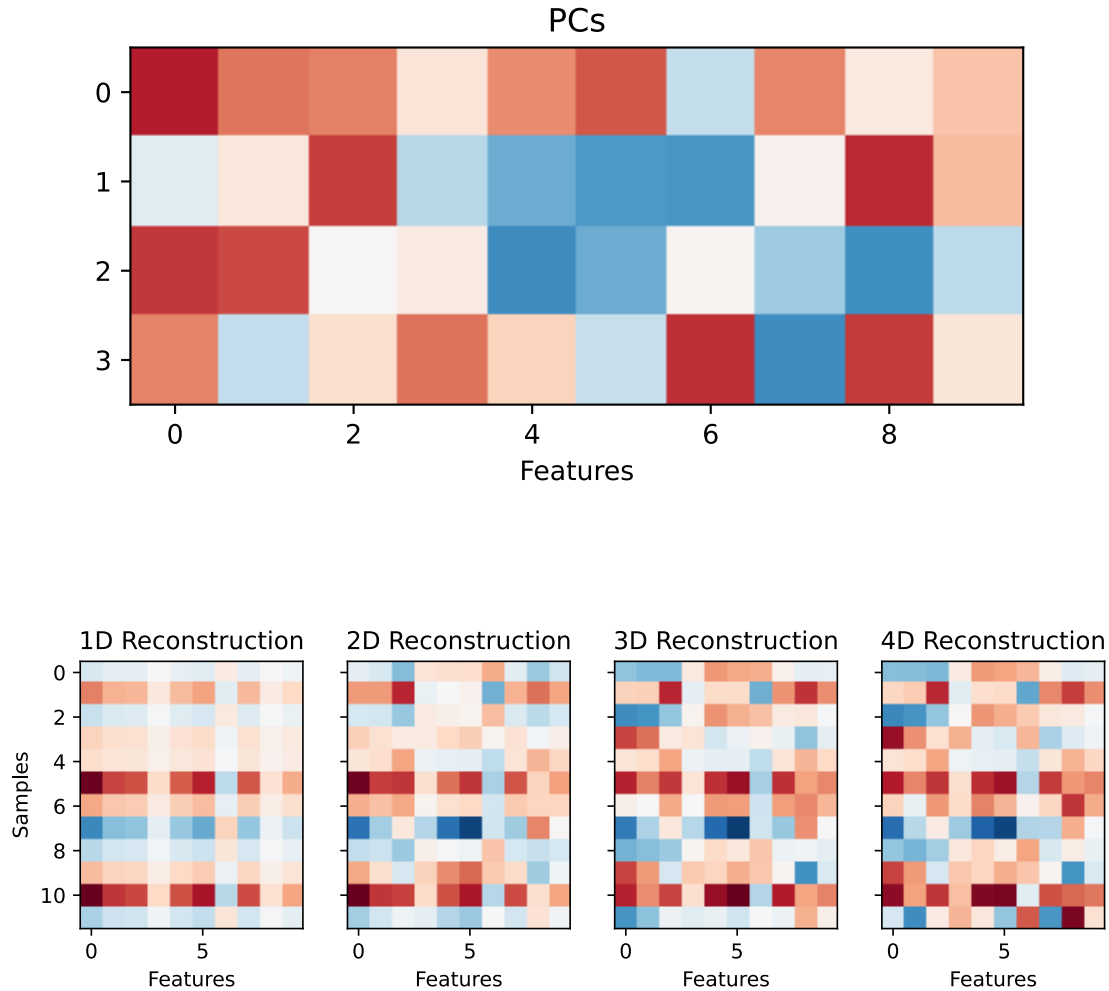 PCs
0
1
2
3
0 2 4 6 8
Features
1D Reconstruction 2D Reconstruction 3D Reconstruction 4D Reconstruction
0
2
4
6
8
10
Samples
0 5 0 5 0 5 0 5
Features Features Features Features